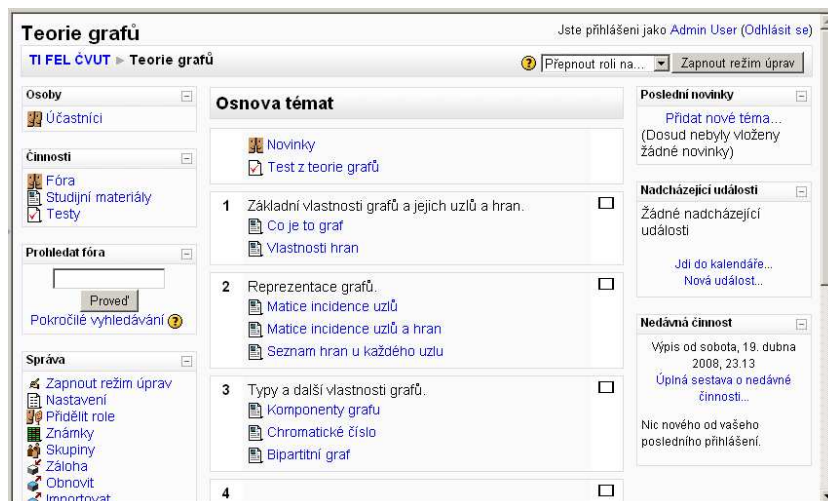 Teorie grafů
Jste přihlášeni jako Admin User (Odhlásit se)
TI FEL ČVUT ► Teorie grafů
Přepnout roli na...
Zapnout režim úprav
Osoby
Účastníci
Činnosti
Fóra
Studijní materiály
Testy
Prohledat fóra
Proveď
Pokročilé vyhledávání
Správa
Zapnout režim úprav
Nastavení
Přidělit role
Známky
Skupiny
Záloha
Obnovit
Importovat
Osnova témat
Novinky
Test z teorie grafů
1 Základní vlastnosti grafů a jejich uzlů a hran.
Co je to graf
Vlastnosti hran
2 Reprezentace grafů.
Matice incidence uzlů
Matice incidence uzlů a hran
Seznam hran u každého uzlu
3 Typy a další vlastnosti grafů.
Komponenty grafu
Chromatické číslo
Bipartitní graf
4
Poslední novinky
Přidat nové téma...
(Dosud nebyly vloženy
žádné novinky)
Nadcházející události
Žádné nadcházející
události
Jdi do kalendáře...
Nová událost...
Nedávná činnost
Výpis od sobota, 19. dubna
2008, 23.13
Úplná sestava o nedávné
činnosti...
Nic nového od vašeho
posledního přihlášení.